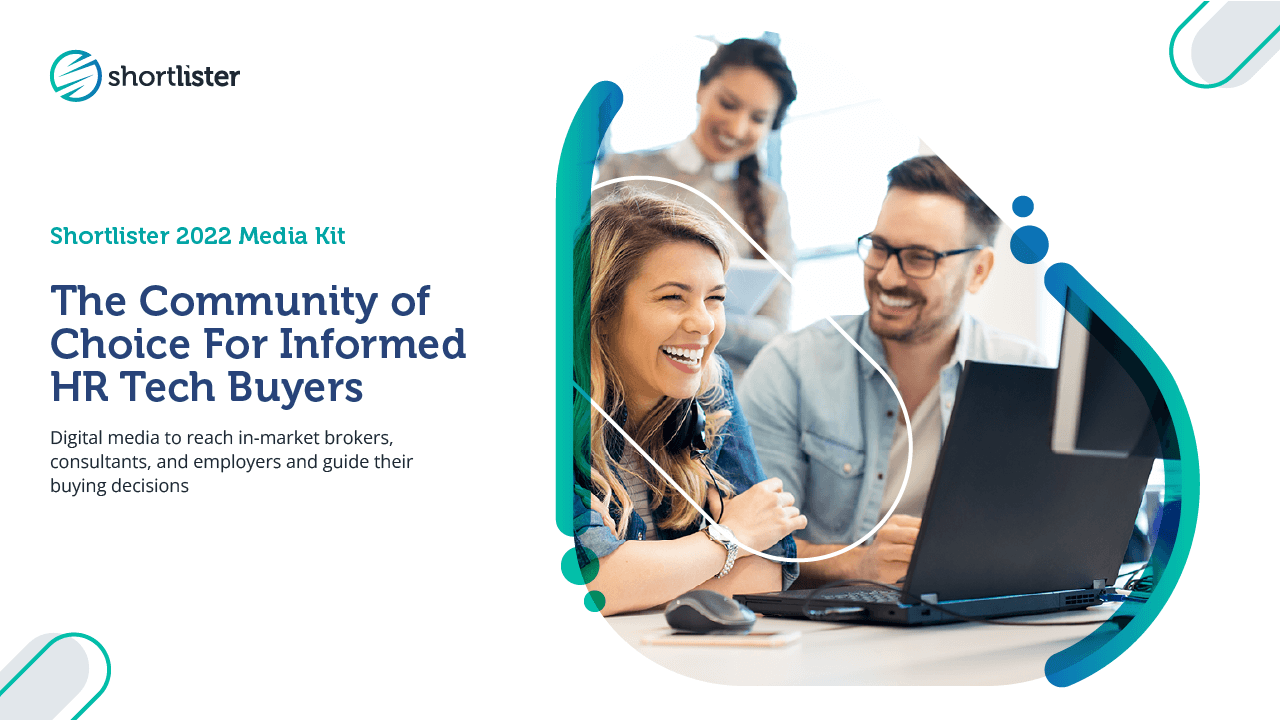 shortlister
Shortlister 2022 Media Kit
The Community of
Choice For Informed
HR Tech Buyers
Digital media to reach in-market brokers,
consultants, and employers and guide their
buying decisions